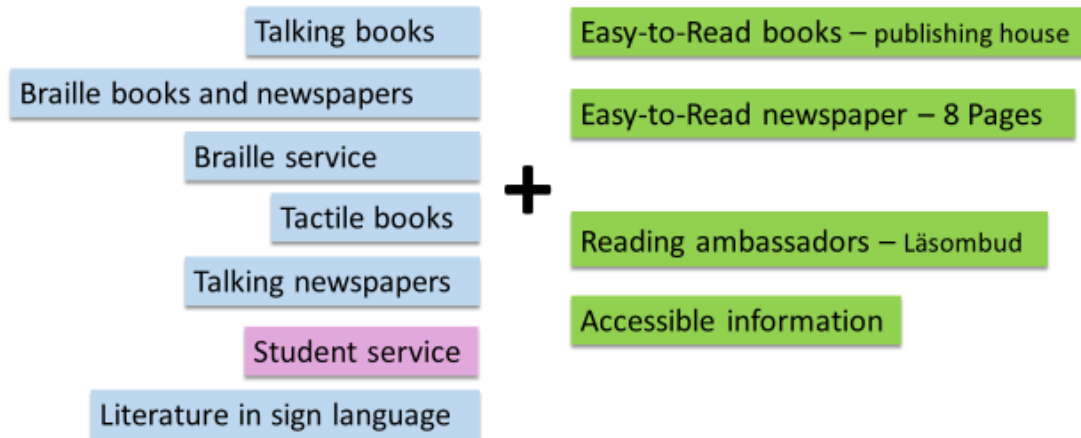 Talking books
Braille books and newspapers
Braille service
Tactile books
Talking newspapers
Student service
Literature in sign language
+
Easy-to-Read books – publishing house
Easy-to-Read newspaper – 8 Pages
Reading ambassadors – Läsombud
Accessible information